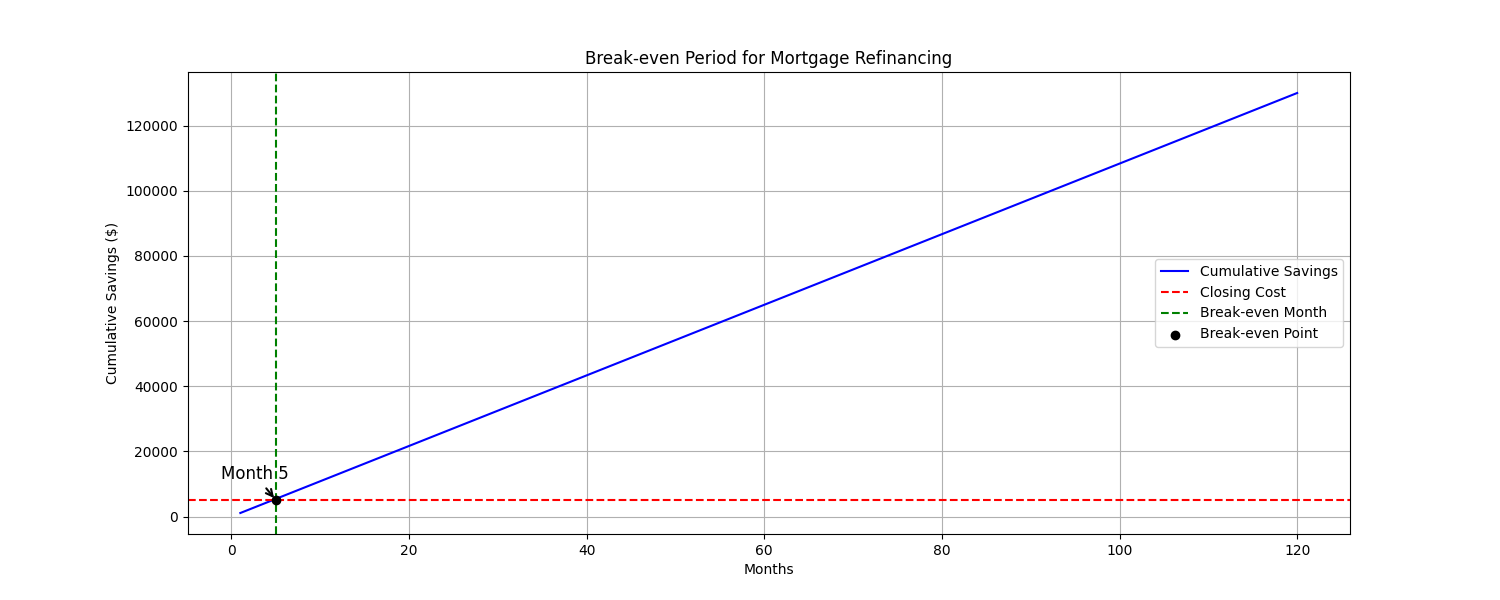 Break-even Period for Mortgage Refinancing
Cumulative Savings ($)
120000
100000
80000
60000
40000
20000
0
Month 5
Cumulative Savings
Closing Cost
Break-even Month
Break-even Point
0 20 40 60 80 100 120
Months